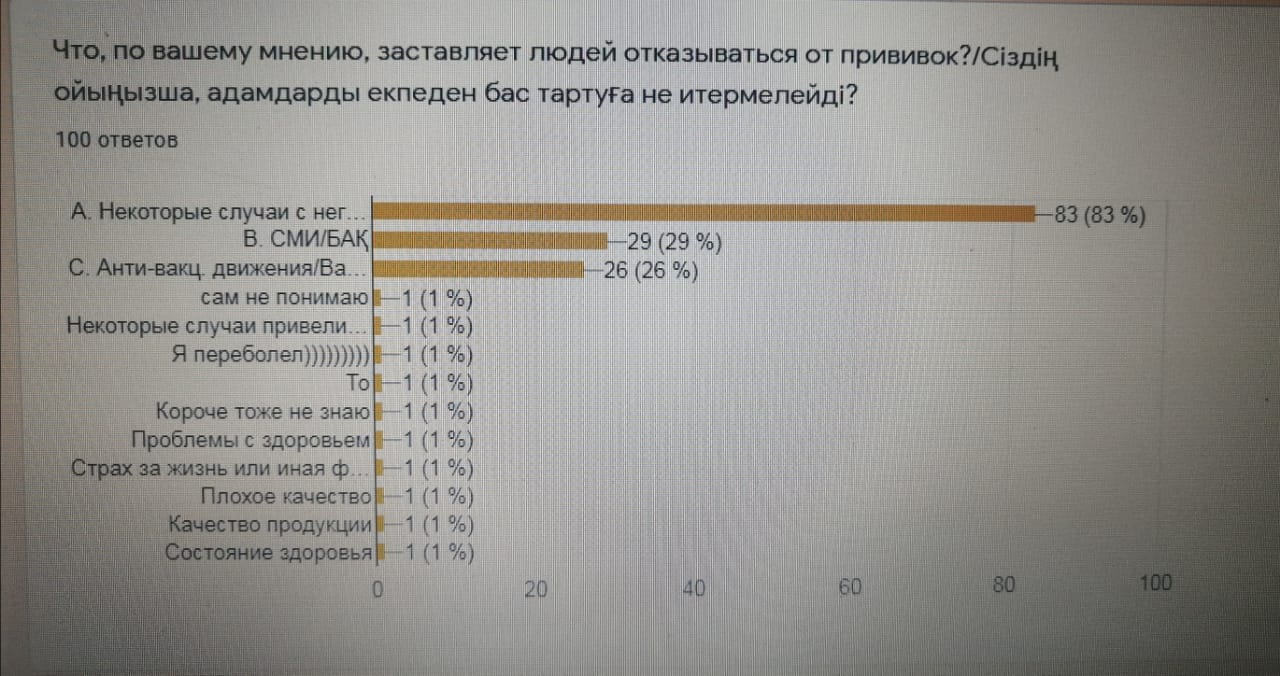 Что, по вашему мнению, заставляет людей отказываться от прививок?/Сіздің
ойыңызша, адамдарды екпеден бас тартуға не итермелейді?
100 ответов
А. Некоторые случаи с нег... 83 (83 %)
В. СМИ/БАҚ 29 (29 %)
С. Анти-вакц. движения/Ва... 26 (26 %)
сам не понимаю 1 (1 %)
Некоторые случаи привели... 1 (1 %)
Я переболел))))))))) 1 (1 %)
То 1 (1 %)
Короче тоже не знаю 1 (1 %)
Проблемы с здоровьем 1 (1 %)
Страх за жизнь или иная ф... 1 (1 %)
Плохое качество 1 (1 %)
Качество продукции 1 (1 %)
Состояние здоровья 1 (1 %)
0 20 40 60 80 100